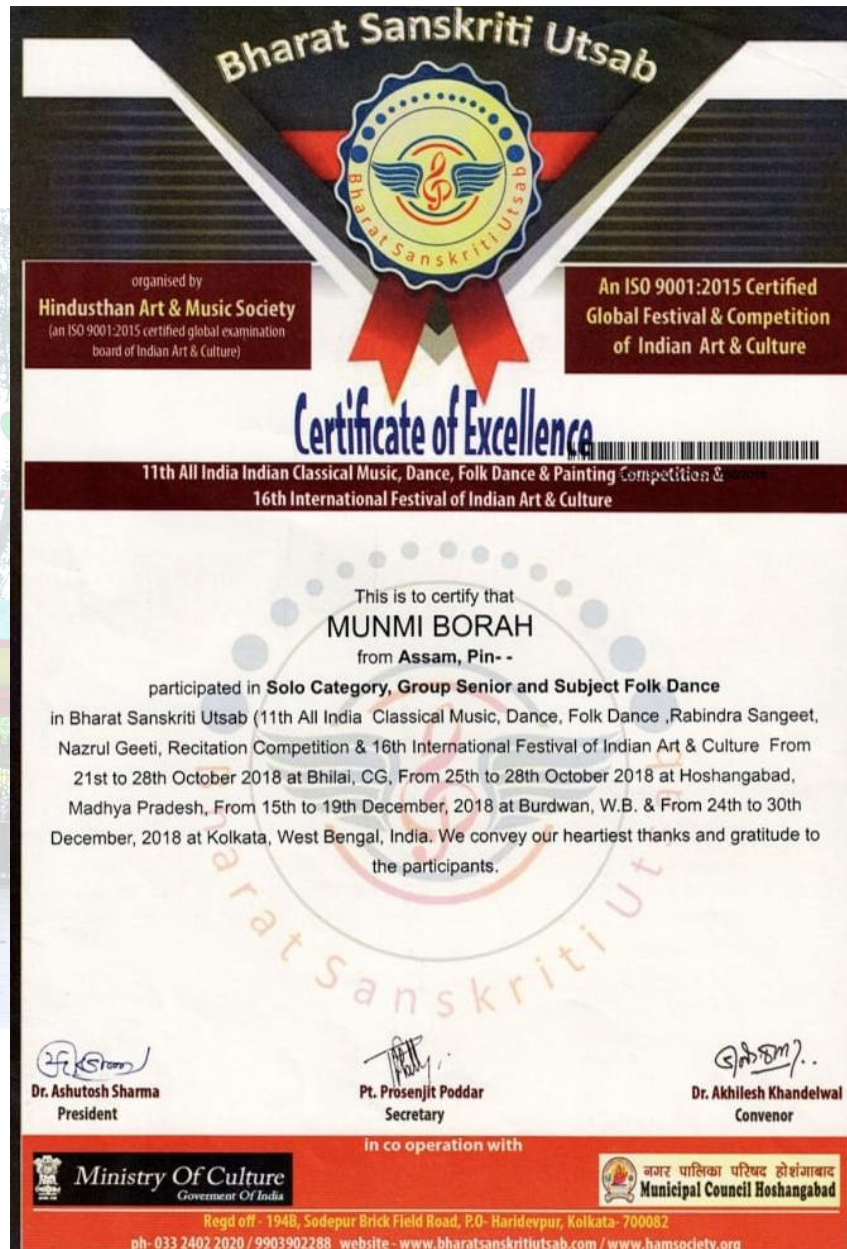 Bharat Sanskriti Utsab
Bharat Sanskriti Utsab
organised by
Hindusthan Art & Music Society
(an ISO 9001:2015 certified global examination
board of Indian Art & Culture)
An ISO 9001:2015 Certified
Global Festival & Competition
of Indian Art & Culture
Certificate of Excellence
11th All India Indian Classical Music, Dance, Folk Dance & Painting Competition &
16th International Festival of Indian Art & Culture
This is to certify that
MUNMI BORAH
from Assam, Pin- -
participated in Solo Category, Group Senior and Subject Folk Dance
in Bharat Sanskriti Utsab (11th All India Classical Music, Dance, Folk Dance ,Rabindra Sangeet,
Nazrul Geeti, Recitation Competition & 16th International Festival of Indian Art & Culture From
21st to 28th October 2018 at Bhilai, CG, From 25th to 28th October 2018 at Hoshangabad,
Madhya Pradesh, From 15th to 19th December, 2018 at Burdwan, W.B. & From 24th to 30th
December, 2018 at Kolkata, West Bengal, India. We convey our heartiest thanks and gratitude to
the participants.
Bharat Sanskriti Utsab
Dr. Ashutosh Sharma
President
Pt. Prosenjit Poddar
Secretary
Dr. Akhilesh Khandelwal
Convenor
in co operation with
Ministry Of Culture
Goverment Of India
नगर पालिका परिषद होशंगाबाद
Municipal Council Hoshangabad
Regd off - 194B, Sodepur Brick Field Road, P.O- Haridevpur, Kolkata- 700082
ph- 033 2402 2020 / 9903902288 website - www.bharatsanskritiutsab.com / www.hamsociety.org